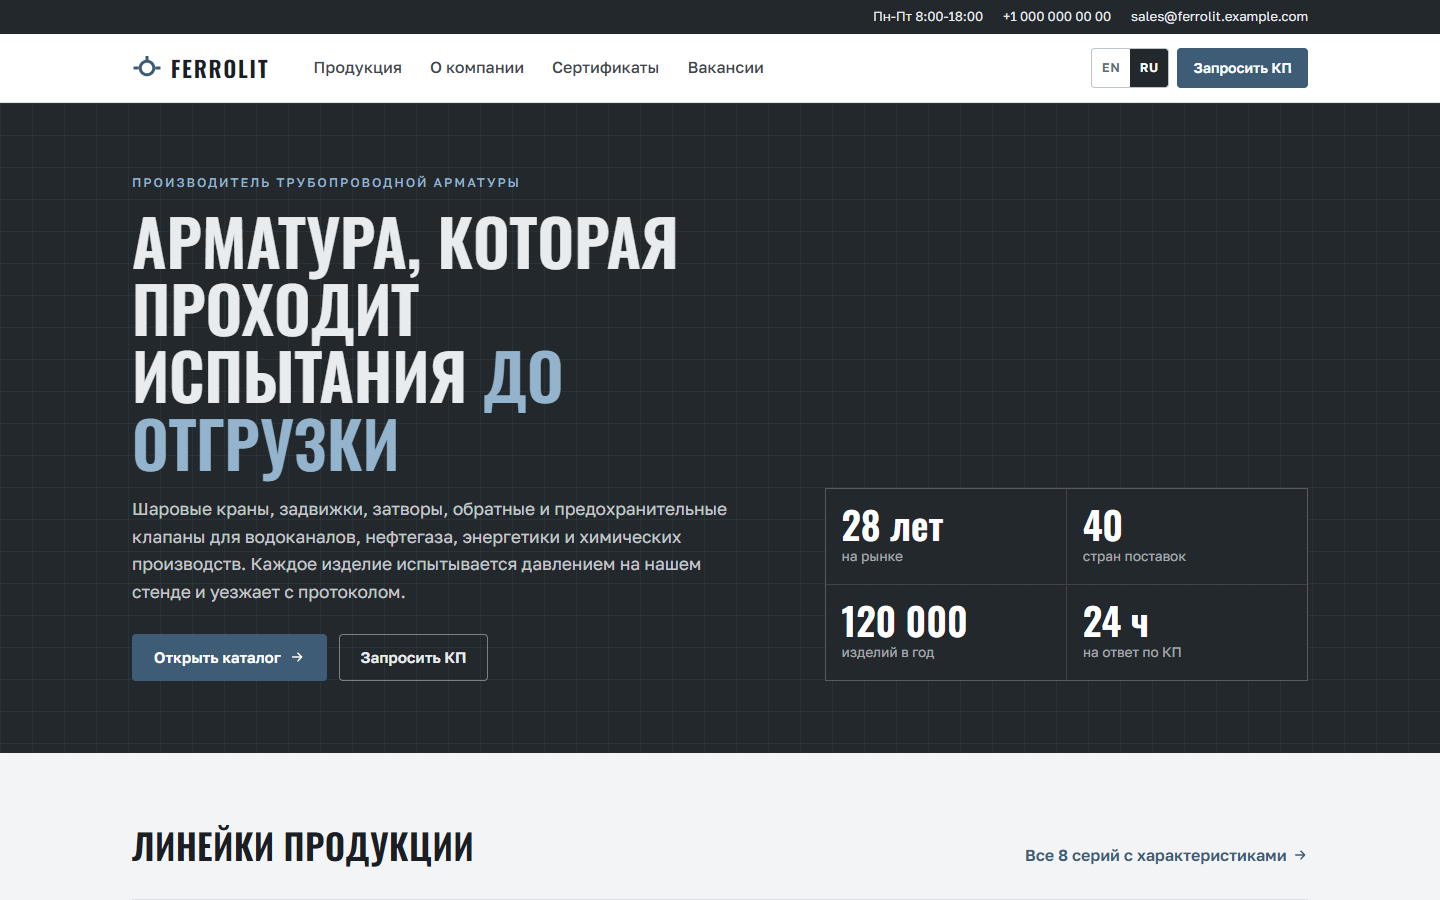 Пн-Пт 8:00-18:00 +1 000 000 00 00 sales@ferrolit.example.com
FERROLIT Продукция О компании Сертификаты Вакансии EN RU Запросить КП
ПРОИЗВОДИТЕЛЬ ТРУБОПРОВОДНОЙ АРМАТУРЫ
АРМАТУРА, КОТОРАЯ
ПРОХОДИТ
ИСПЫТАНИЯ ДО
ОТГРУЗКИ
Шаровые краны, задвижки, затворы, обратные и предохранительные
клапаны для водоканалов, нефтегаза, энергетики и химических
производств. Каждое изделие испытывается давлением на нашем
стенде и уезжает с протоколом.
Открыть каталог → Запросить КП
28 лет
на рынке
40
стран поставок
120 000
изделий в год
24 ч
на ответ по КП
ЛИНЕЙКИ ПРОДУКЦИИ
Все 8 серий с характеристиками →